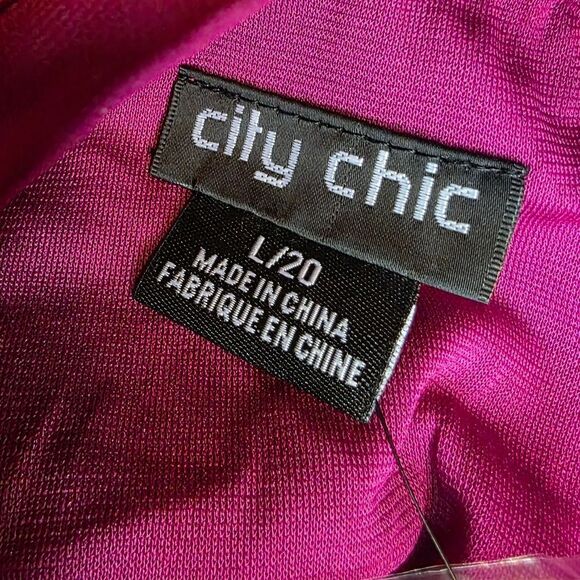 city chic
L/20
MADE IN CHINA
FABRIQUE EN CHINE